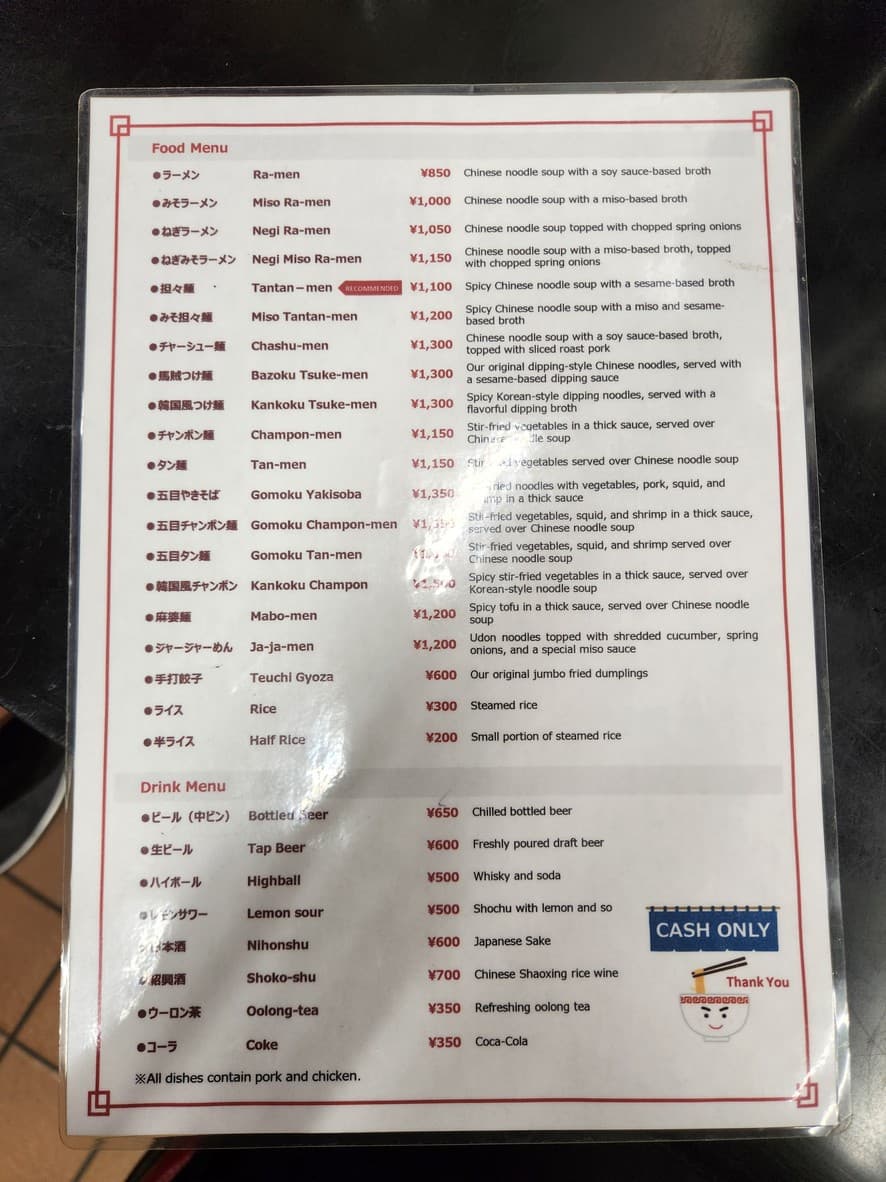 Food Menu
●ラーメン Ra-men ¥850 Chinese noodle soup with a soy sauce-based broth
●みそラーメン Miso Ra-men ¥1,000 Chinese noodle soup with a miso-based broth
●ねぎラーメン Negi Ra-men ¥1,050 Chinese noodle soup topped with chopped spring onions
●ねぎみそラーメン Negi Miso Ra-men ¥1,150 Chinese noodle soup with a miso-based broth, topped
with chopped spring onions
●担々麺 Tantan－men RECOMMENDED ¥1,100 Spicy Chinese noodle soup with a sesame-based broth
●みそ担々麺 Miso Tantan-men ¥1,200 Spicy Chinese noodle soup with a miso and sesame-
based broth
●チャーシュー麺 Chashu-men ¥1,300 Chinese noodle soup with a soy sauce-based broth,
topped with sliced roast pork
●馬賊つけ麺 Bazoku Tsuke-men ¥1,300 Our original dipping-style Chinese noodles, served with
a sesame-based dipping sauce
●韓国風つけ麺 Kankoku Tsuke-men ¥1,300 Spicy Korean-style dipping noodles, served with a
flavorful dipping broth
●チャンポン麺 Champon-men ¥1,150 Stir-fried vegetables in a thick sauce, served over
Chinese noodle soup
●タン麺 Tan-men ¥1,150 Stir-fried vegetables served over Chinese noodle soup
●五目やきそば Gomoku Yakisoba ¥1,350 noodles with vegetables, pork, squid, and
in a thick sauce
●五目チャンポン麺 Gomoku Champon-men Stir-fried vegetables, squid, and shrimp in a thick sauce,
served over Chinese noodle soup
●五目タン麺 Gomoku Tan-men Stir-fried vegetables, squid, and shrimp served over
Chinese noodle soup
●韓国風チャンポン Kankoku Champon Spicy stir-fried vegetables in a thick sauce, served over
Korean-style noodle soup
●麻婆麺 Mabo-men ¥1,200 Spicy tofu in a thick sauce, served over Chinese noodle
soup
●ジャージャーめん Ja-ja-men ¥1,200 Udon noodles topped with shredded cucumber, spring
onions, and a special miso sauce
●手打餃子 Teuchi Gyoza ¥600 Our original jumbo fried dumplings
●ライス Rice ¥300 Steamed rice
●半ライス Half Rice ¥200 Small portion of steamed rice
Drink Menu
●ビール（中ビン） Bottled Beer ¥650 Chilled bottled beer
●生ビール Tap Beer ¥600 Freshly poured draft beer
●ハイボール Highball ¥500 Whisky and soda
●レモンサワー Lemon sour ¥500 Shochu with lemon and so
●日本酒 Nihonshu ¥600 Japanese Sake
●紹興酒 Shoko-shu ¥700 Chinese Shaoxing rice wine
●ウーロン茶 Oolong-tea ¥350 Refreshing oolong tea
●コーラ Coke ¥350 Coca-Cola
CASH ONLY
Thank You
※All dishes contain pork and chicken.